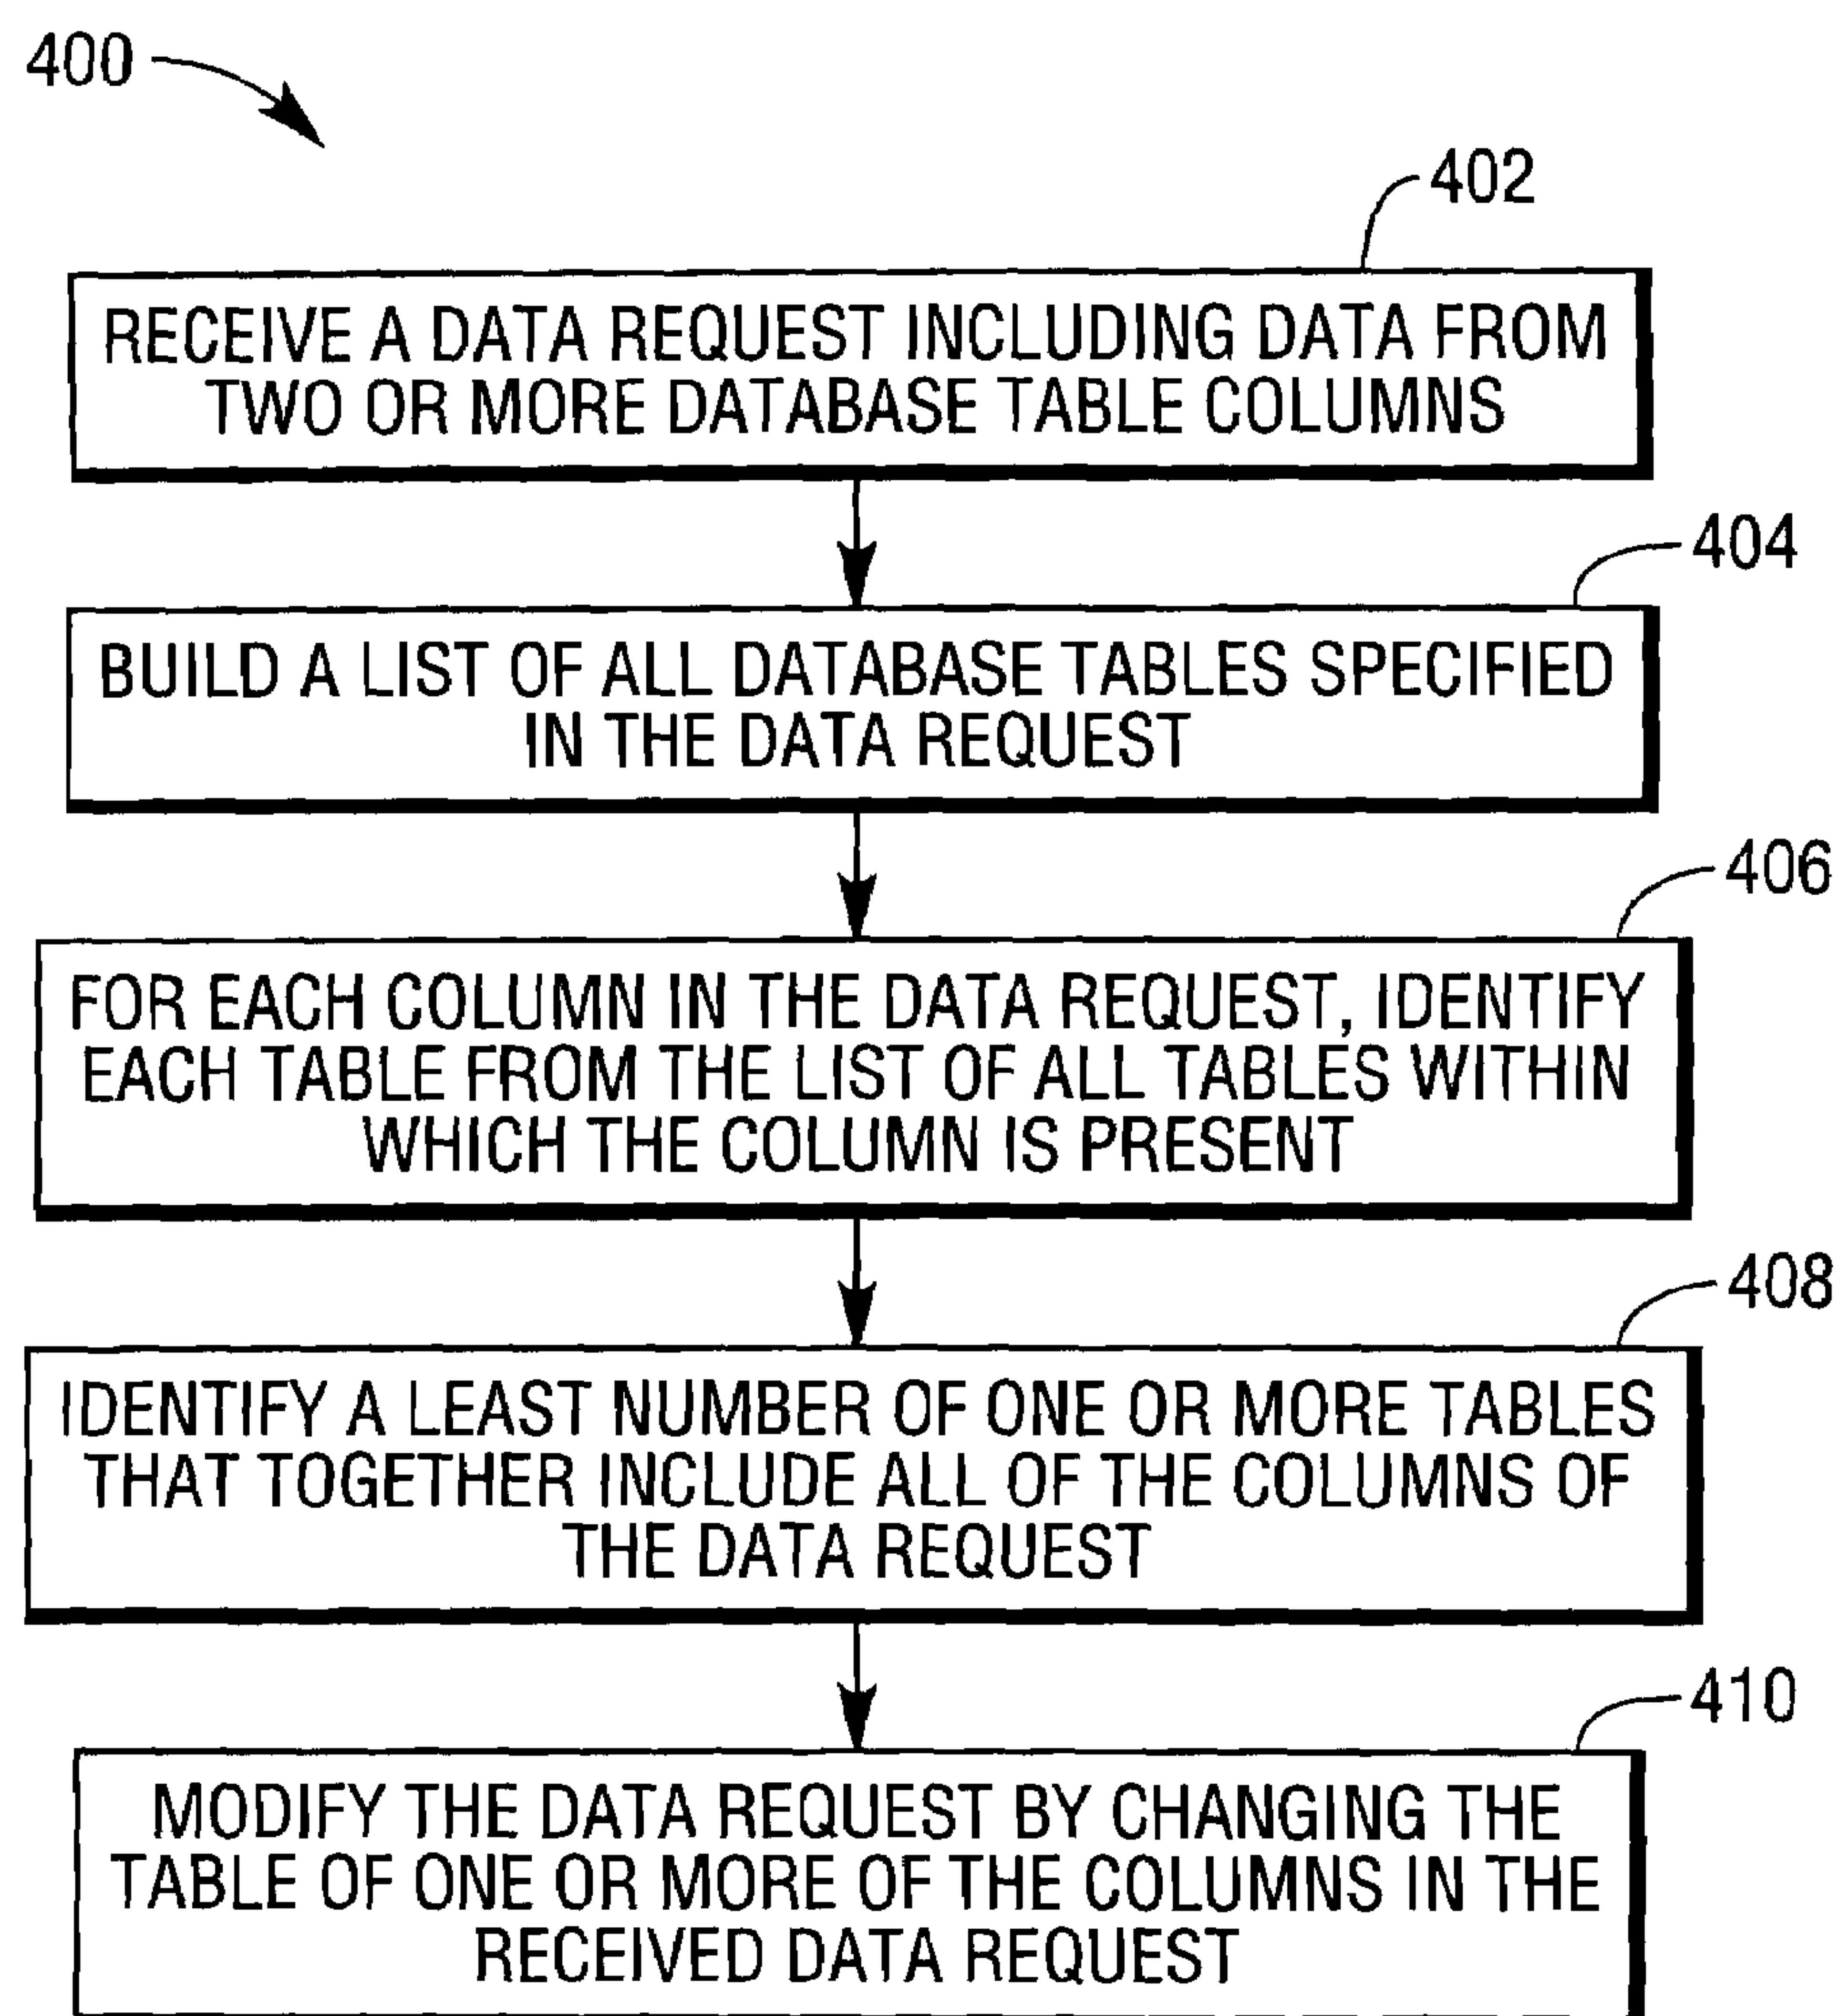 400
402
RECEIVE A DATA REQUEST INCLUDING DATA FROM
TWO OR MORE DATABASE TABLE COLUMNS
404
BUILD A LIST OF ALL DATABASE TABLES SPECIFIED
IN THE DATA REQUEST
406
FOR EACH COLUMN IN THE DATA REQUEST, IDENTIFY
EACH TABLE FROM THE LIST OF ALL TABLES WITHIN
WHICH THE COLUMN IS PRESENT
408
IDENTIFY A LEAST NUMBER OF ONE OR MORE TABLES
THAT TOGETHER INCLUDE ALL OF THE COLUMNS OF
THE DATA REQUEST
410
MODIFY THE DATA REQUEST BY CHANGING THE
TABLE OF ONE OR MORE OF THE COLUMNS IN THE
RECEIVED DATA REQUEST